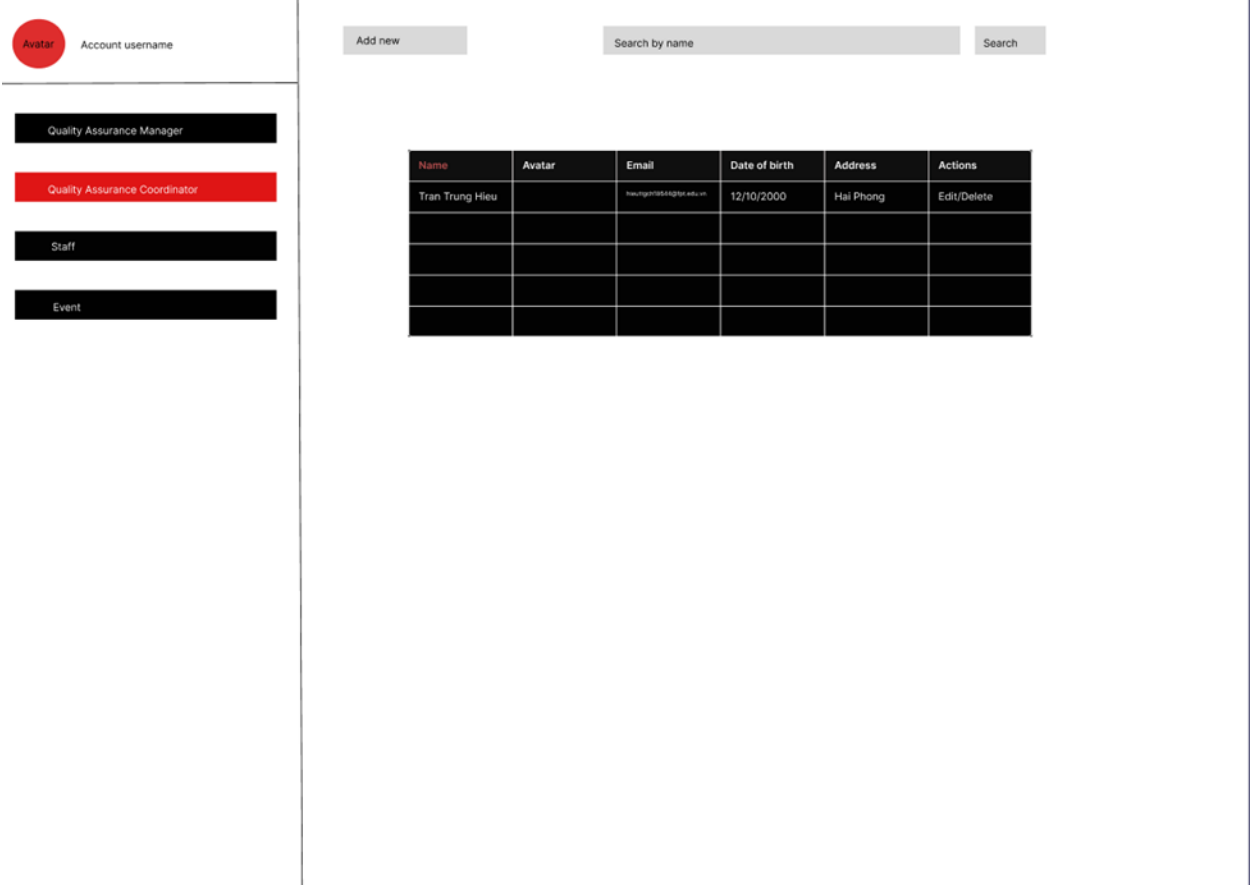 Avatar
Account username
Add new
Search by name
Search
Quality Assurance Manager
Quality Assurance Coordinator
Staff
Event
Name Avatar Email Date of birth Address Actions
Tran Trung Hieu 12/10/2000 Hai Phong Edit/Delete